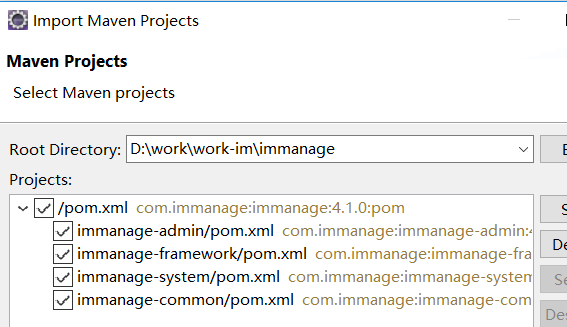 Import Maven Projects
Maven Projects
Select Maven projects
Root Directory: D:\work\work-im\immanage
Projects:
/pom.xml com.immanage:immanage:4.1.0:pom
immanage-admin/pom.xml com.immanage:immanage-admin:4
immanage-framework/pom.xml com.immanage:immanage-fra
immanage-system/pom.xml com.immanage:immanage-system
immanage-common/pom.xml com.immanage:immanage-com